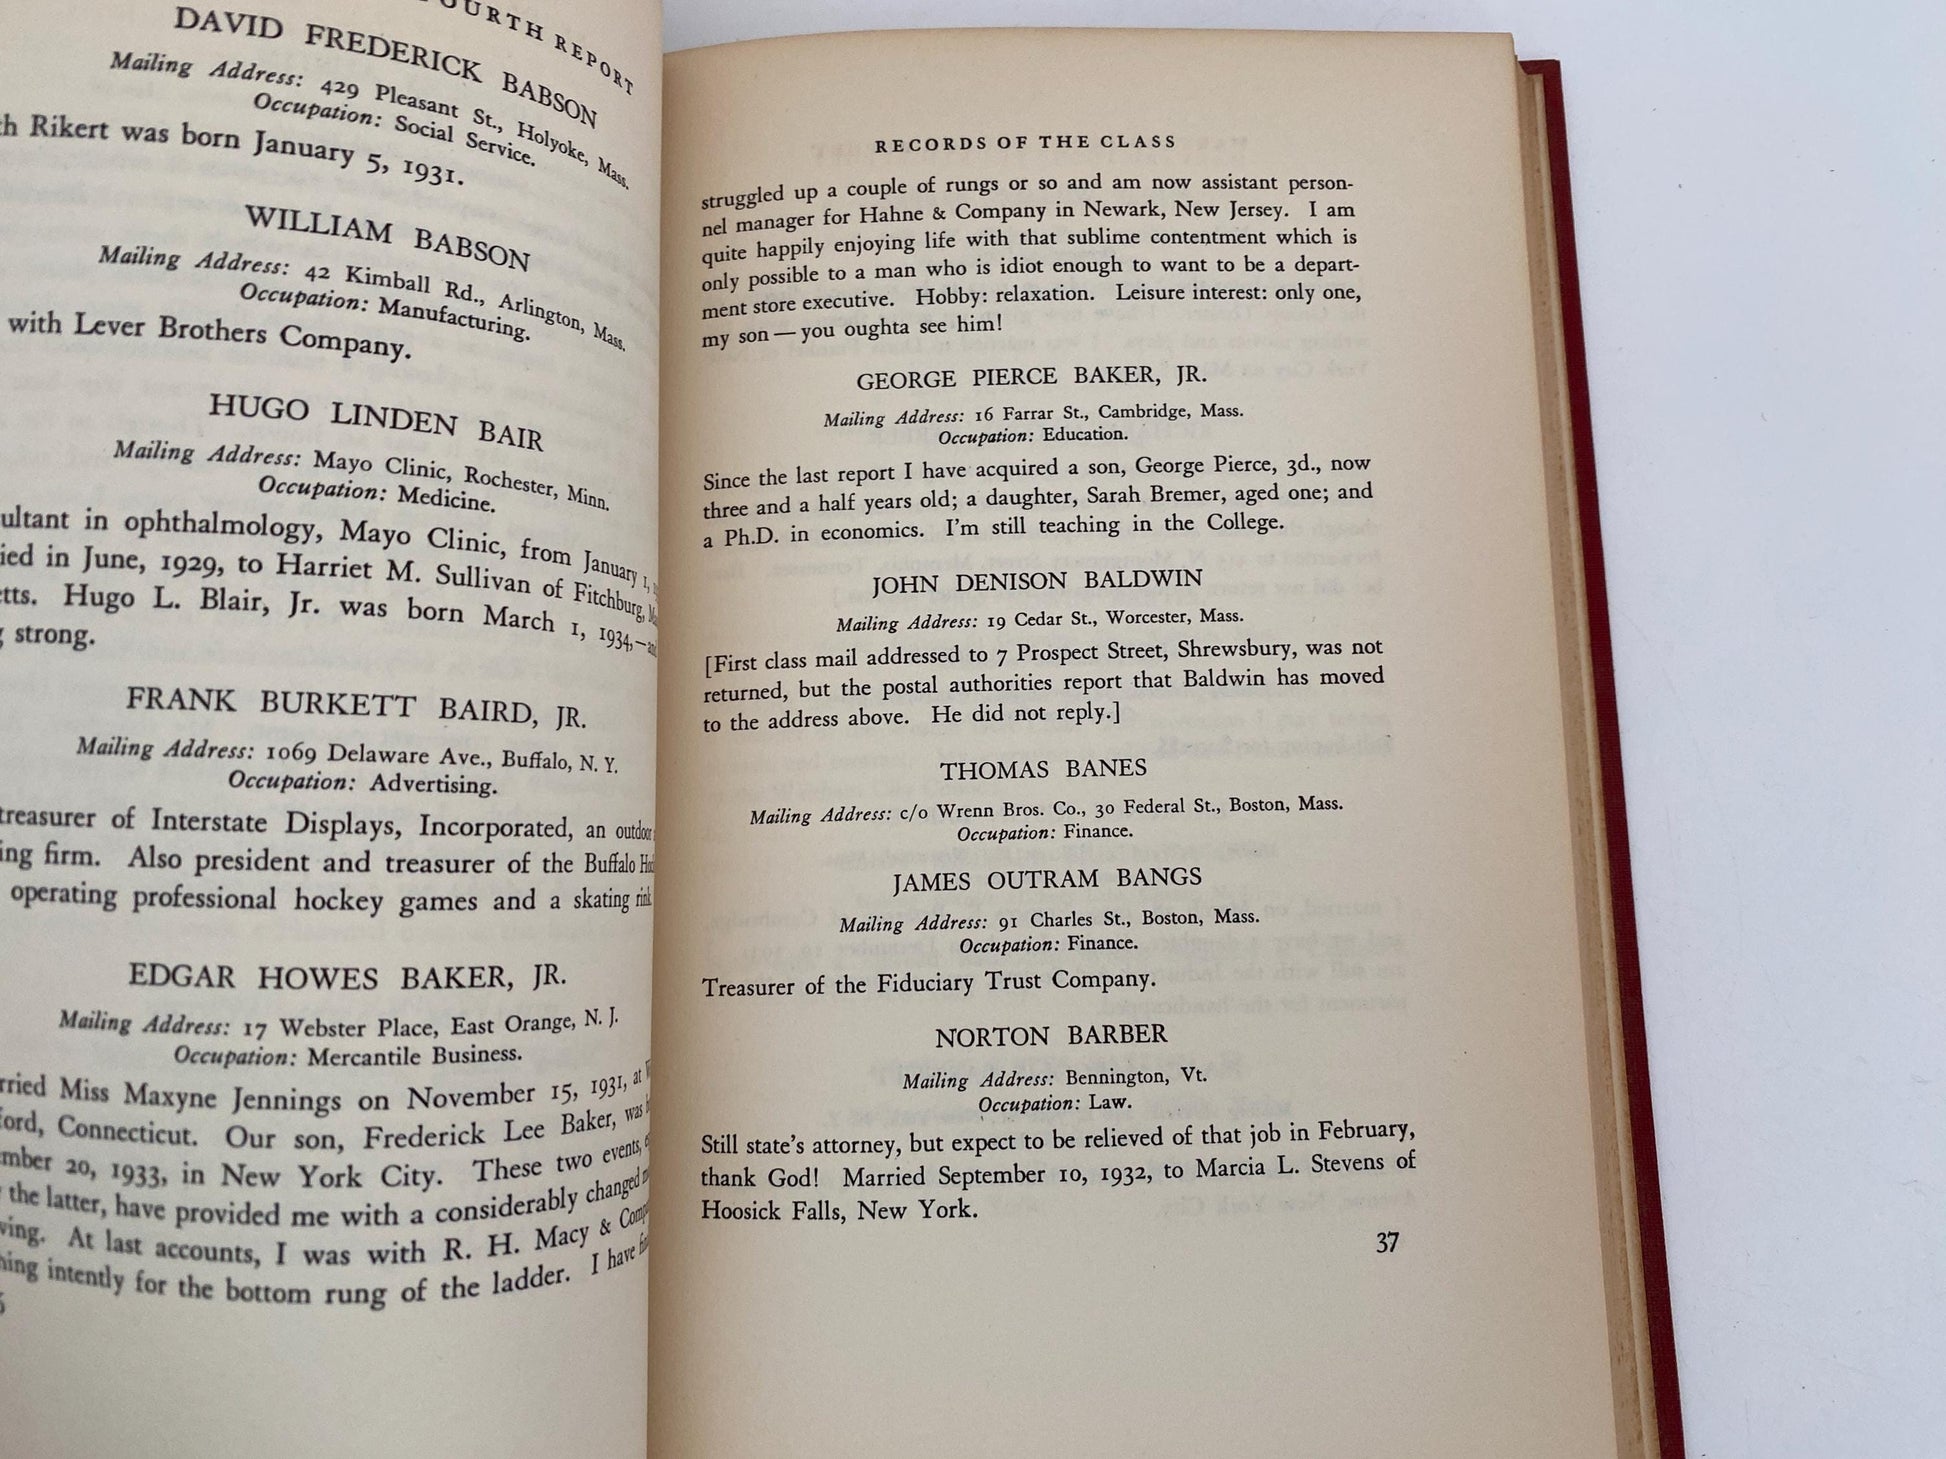 FOURTH REPORT
DAVID FREDERICK BABSON
Mailing Address: 429 Pleasant St., Holyoke, Mass.
Occupation: Social Service.
Rikert was born January 5, 1931.
WILLIAM BABSON
Mailing Address: 42 Kimball Rd., Arlington, Mass.
Occupation: Manufacturing.
with Lever Brothers Company.
HUGO LINDEN BAIR
Mailing Address: Mayo Clinic, Rochester, Minn.
Occupation: Medicine.
ultant in ophthalmology, Mayo Clinic, from January 1,
ied in June, 1929, to Harriet M. Sullivan of Fitchburg,
etts. Hugo L. Blair, Jr. was born March 1, 1934,—and
strong.
FRANK BURKETT BAIRD, JR.
Mailing Address: 1069 Delaware Ave., Buffalo, N. Y.
Occupation: Advertising.
treasurer of Interstate Displays, Incorporated, an outdoor
ing firm. Also president and treasurer of the Buffalo
operating professional hockey games and a skating rink
EDGAR HOWES BAKER, JR.
Mailing Address: 17 Webster Place, East Orange, N. J.
Occupation: Mercantile Business.
rried Miss Maxyne Jennings on November 15, 1931, at
ford, Connecticut. Our son, Frederick Lee Baker, was
mber 20, 1933, in New York City. These two events,
the latter, have provided me with a considerably changed
ving. At last accounts, I was with R. H. Macy & Comp
hing intently for the bottom rung of the ladder. I have
RECORDS OF THE CLASS
struggled up a couple of rungs or so and am now assistant person-
nel manager for Hahne & Company in Newark, New Jersey. I am
quite happily enjoying life with that sublime contentment which is
only possible to a man who is idiot enough to want to be a depart-
ment store executive. Hobby: relaxation. Leisure interest: only one,
my son — you oughta see him!
GEORGE PIERCE BAKER, JR.
Mailing Address: 16 Farrar St., Cambridge, Mass.
Occupation: Education.
Since the last report I have acquired a son, George Pierce, 3d., now
three and a half years old; a daughter, Sarah Bremer, aged one; and
a Ph.D. in economics. I'm still teaching in the College.
JOHN DENISON BALDWIN
Mailing Address: 19 Cedar St., Worcester, Mass.
[First class mail addressed to 7 Prospect Street, Shrewsbury, was not
returned, but the postal authorities report that Baldwin has moved
to the address above. He did not reply.]
THOMAS BANES
Mailing Address: c/o Wrenn Bros. Co., 30 Federal St., Boston, Mass.
Occupation: Finance.
JAMES OUTRAM BANGS
Mailing Address: 91 Charles St., Boston, Mass.
Occupation: Finance.
Treasurer of the Fiduciary Trust Company.
NORTON BARBER
Mailing Address: Bennington, Vt.
Occupation: Law.
Still state's attorney, but expect to be relieved of that job in February,
thank God! Married September 10, 1932, to Marcia L. Stevens of
Hoosick Falls, New York.
37